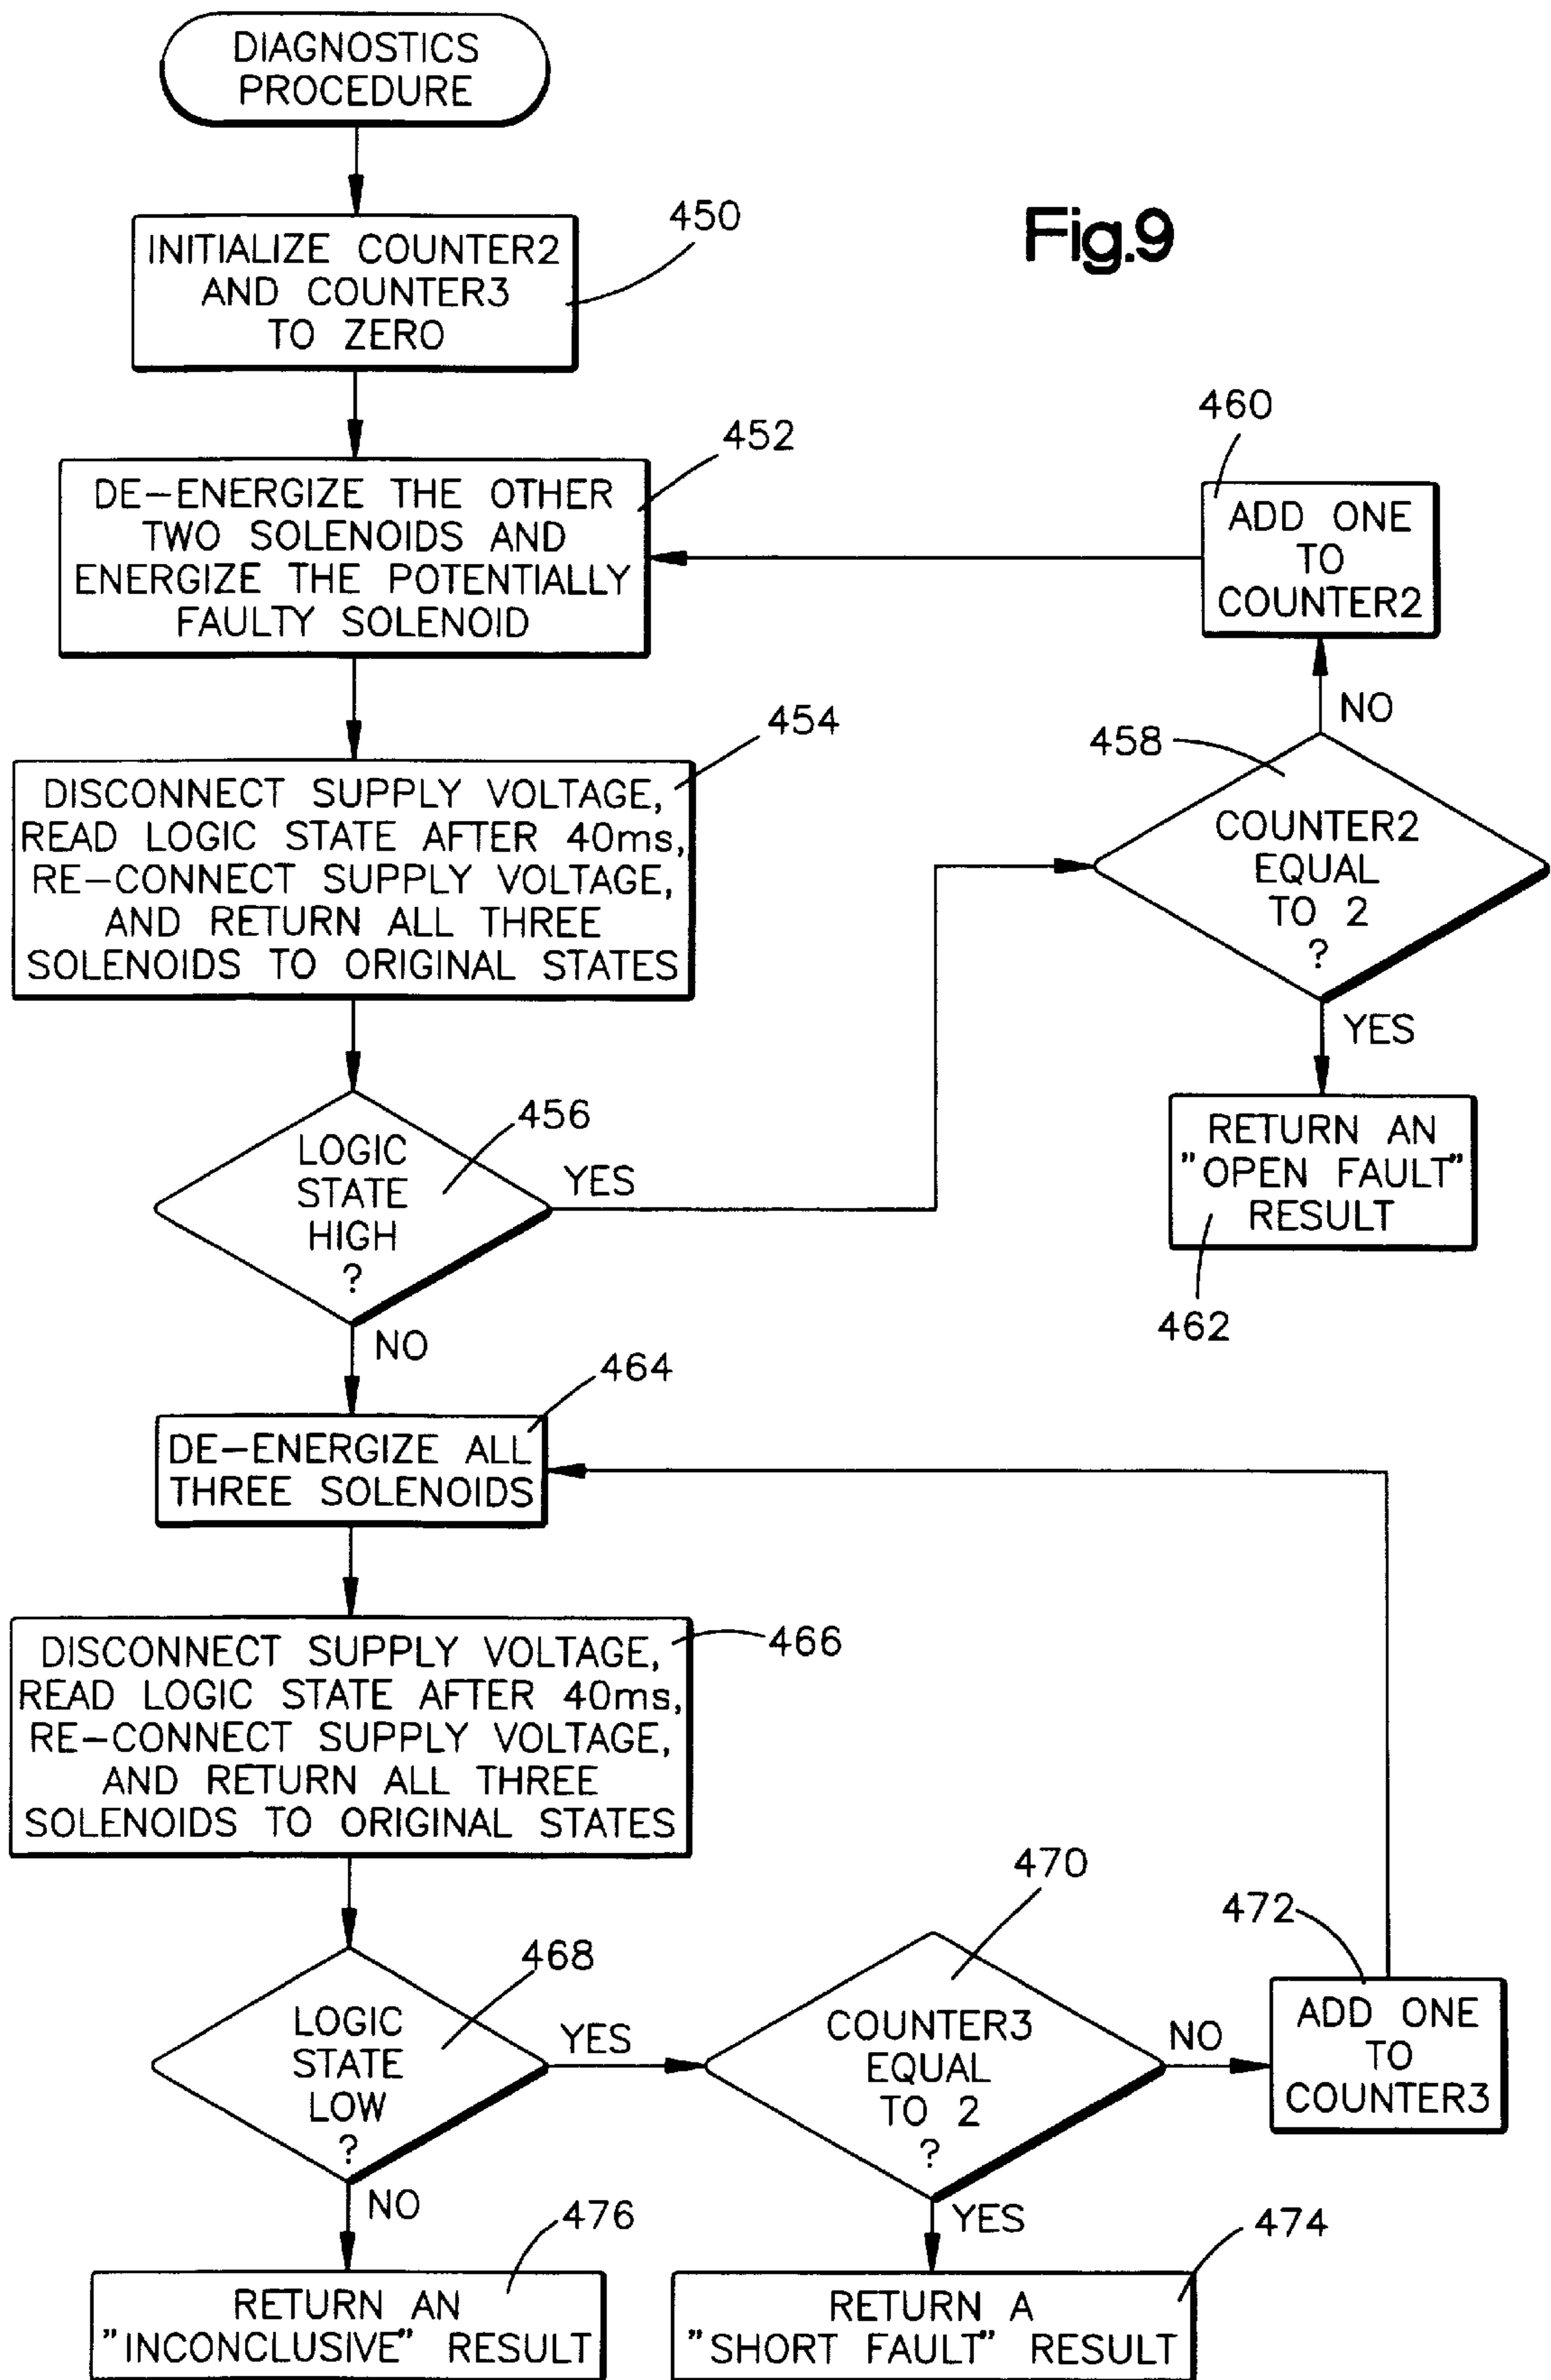 DIAGNOSTICS
PROCEDURE
Fig.9
450
INITIALIZE COUNTER2
AND COUNTER3
TO ZERO
452
DE-ENERGIZE THE OTHER
TWO SOLENOIDS AND
ENERGIZE THE POTENTIALLY
FAULTY SOLENOID
460
ADD ONE
TO
COUNTER2
NO
454
DISCONNECT SUPPLY VOLTAGE,
READ LOGIC STATE AFTER 40ms,
RE-CONNECT SUPPLY VOLTAGE,
AND RETURN ALL THREE
SOLENOIDS TO ORIGINAL STATES
458
COUNTER2
EQUAL
TO 2
?
YES
456
LOGIC
STATE
HIGH
?
YES
RETURN AN
"OPEN FAULT"
RESULT
462
NO
464
DE-ENERGIZE ALL
THREE SOLENOIDS
466
DISCONNECT SUPPLY VOLTAGE,
READ LOGIC STATE AFTER 40ms,
RE-CONNECT SUPPLY VOLTAGE,
AND RETURN ALL THREE
SOLENOIDS TO ORIGINAL STATES
468
LOGIC
STATE
LOW
?
YES
470
COUNTER3
EQUAL
TO 2
?
NO
472
ADD ONE
TO
COUNTER3
NO
476
RETURN AN
"INCONCLUSIVE" RESULT
YES
474
RETURN A
"SHORT FAULT" RESULT